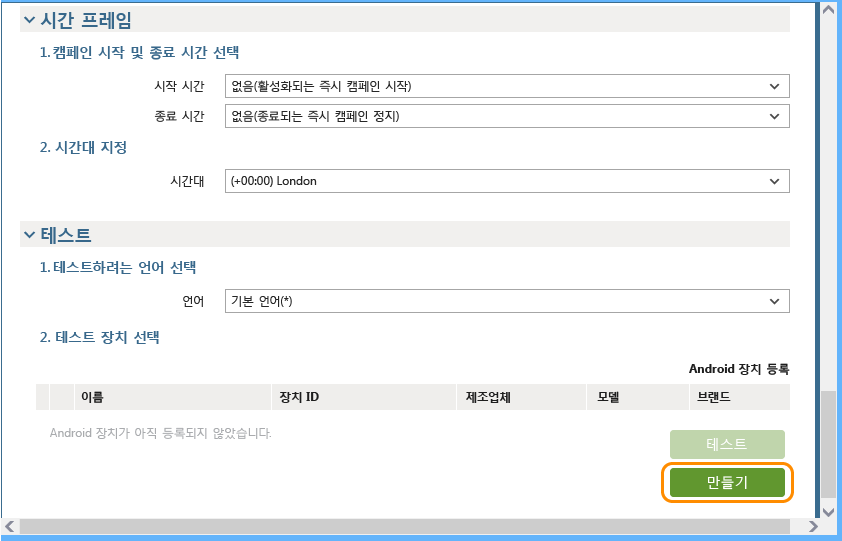 시간 프레임
1. 캠페인 시작 및 종료 시간 선택
시작 시간 없음(활성화되는 즉시 캠페인 시작)
종료 시간 없음(종료되는 즉시 캠페인 정지)
2. 시간대 지정
시간대 (+00:00) London
테스트
1. 테스트하려는 언어 선택
언어 기본 언어(*)
2. 테스트 장치 선택
Android 장치 등록
이름 장치 ID 제조업체 모델 브랜드
Android 장치가 아직 등록되지 않았습니다.
테스트
만들기